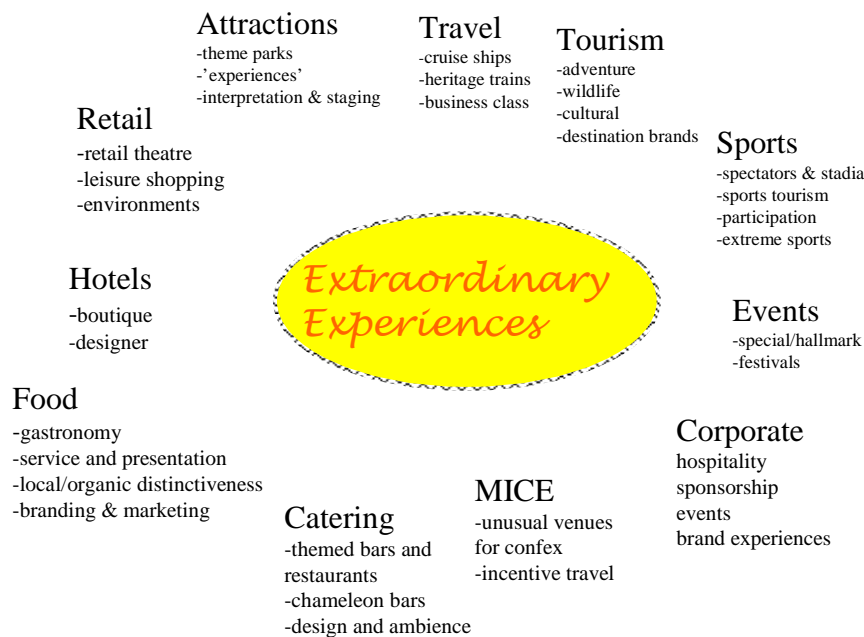 Attractions
-theme parks
-’experiences’
-interpretation & staging
Travel
-cruise ships
-heritage trains
-business class
Tourism
-adventure
-wildlife
-cultural
-destination brands
Retail
-retail theatre
-leisure shopping
-environments
Sports
-spectators & stadia
-sports tourism
-participation
-extreme sports
Extraordinary
Experiences
Hotels
-boutique
-designer
Events
-special/hallmark
-festivals
Food
-gastronomy
-service and presentation
-local/organic distinctiveness
-branding & marketing
Corporate
hospitality
sponsorship
events
brand experiences
Catering
-themed bars and
restaurants
-chameleon bars
-design and ambience
MICE
-unusual venues
for confex
-incentive travel